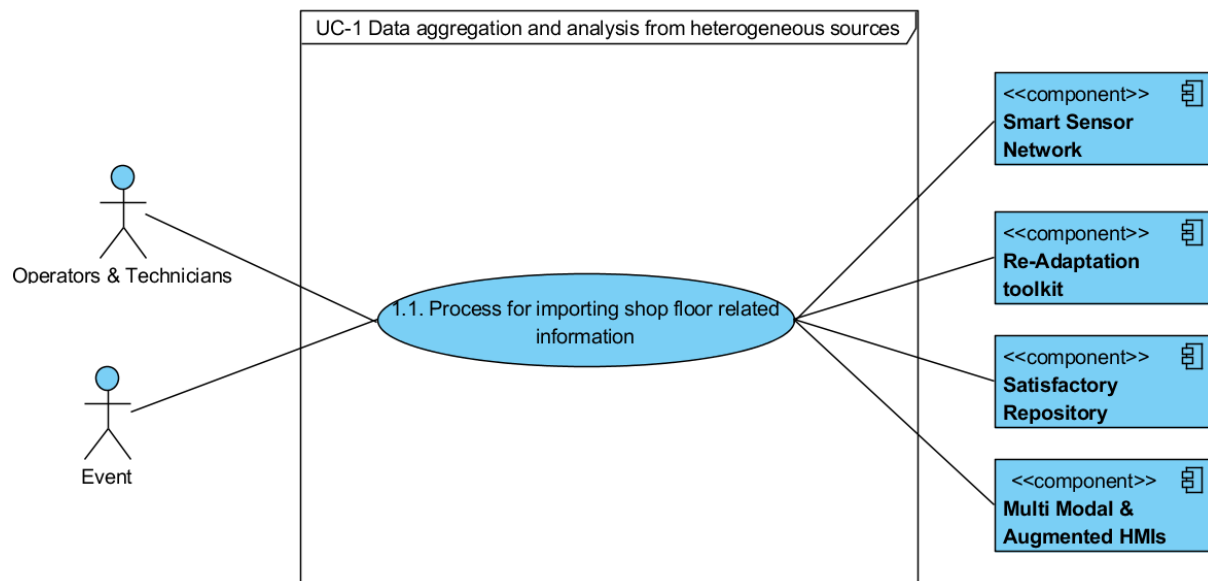 UC-1 Data aggregation and analysis from heterogeneous sources
Operators & Technicians
Event
1.1. Process for importing shop floor related
information
<<component>>
Smart Sensor
Network
<<component>>
Re-Adaptation
toolkit
<<component>>
Satisfactory
Repository
<<component>>
Multi Modal &
Augmented HMIs